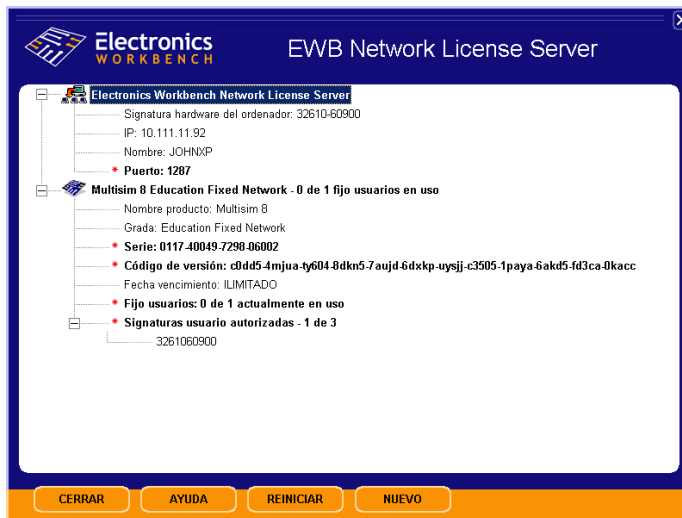 Electronics
WORKBENCH
EWB Network License Server
Electronics Workbench Network License Server
Signatura hardware del ordenador: 32610-60900
IP: 10.111.11.92
Nombre: JOHNXP
* Puerto: 1287
Multisim 8 Education Fixed Network - 0 de 1 fijo usuarios en uso
Nombre producto: Multisim 8
Grada: Education Fixed Network
* Serie: 0117-40049-7298-06002
* Código de versión: c0dd5-4mjua-ty604-8dkn5-7aujd-6dxkp-uysjj-c3505-1paya-6akd5-fd3ca-0kacc
Fecha vencimiento: ILIMITADO
* Fijo usuarios: 0 de 1 actualmente en uso
* Signaturas usuario autorizadas - 1 de 3
3261060900
CERRAR AYUDA REINICIAR NUEVO